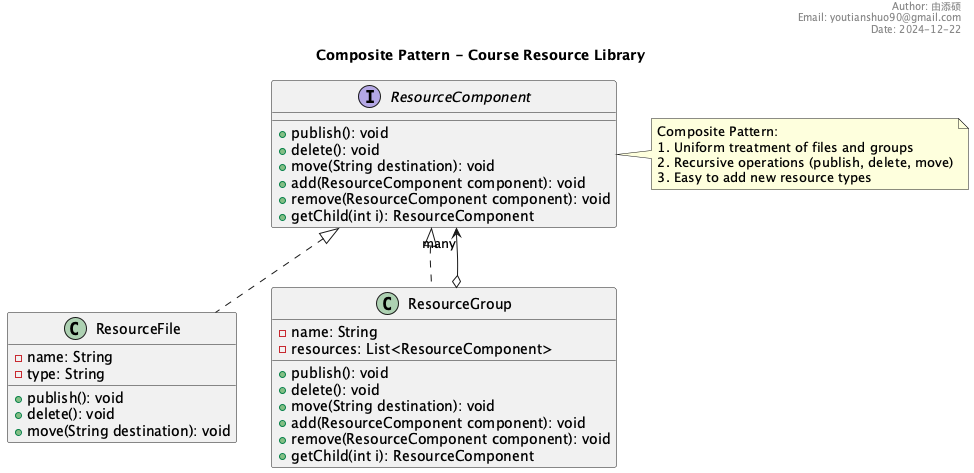 Author: 由添硕
Email: youtianshuo90@gmail.com
Date: 2024-12-22
Composite Pattern - Course Resource Library
I ResourceComponent
publish(): void
delete(): void
move(String destination): void
add(ResourceComponent component): void
remove(ResourceComponent component): void
getChild(int i): ResourceComponent
Composite Pattern:
1. Uniform treatment of files and groups
2. Recursive operations (publish, delete, move)
3. Easy to add new resource types
many
C ResourceFile
name: String
type: String
publish(): void
delete(): void
move(String destination): void
C ResourceGroup
name: String
resources: List<ResourceComponent>
publish(): void
delete(): void
move(String destination): void
add(ResourceComponent component): void
remove(ResourceComponent component): void
getChild(int i): ResourceComponent